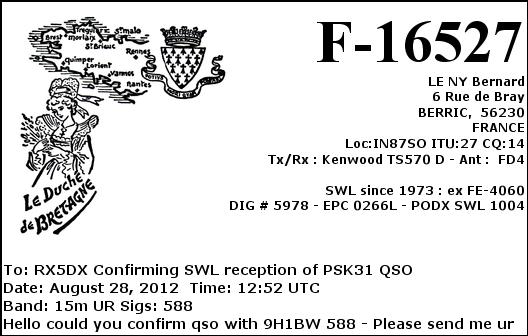 F-16527
LE NY Bernard
6 Rue de Bray
BERRIC, 56230
FRANCE
Loc:IN87SO ITU:27 CQ:14
Tx/Rx : Kenwood TS570 D - Ant : FD4
SWL since 1973 : ex FE-4060
DIG # 5978 - EPC 0266L - PODX SWL 1004
Tréguier
St.malo
Brest
Morlaix
St.Brieuc
Rennes
Quimper
Lorient
Vannes
Nantes
Le Duché
de BRETAGNE
To: RX5DX Confirming SWL reception of PSK31 QSO
Date: August 28, 2012 Time: 12:52 UTC
Band: 15m UR Sigs: 588
Hello could you confirm qso with 9H1BW 588 - Please send me ur